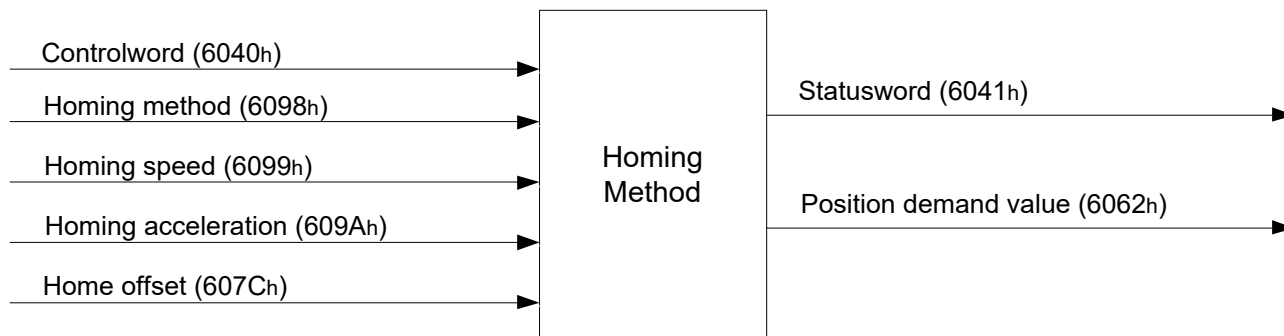 Controlword (6040h)
Homing method (6098h)
Homing speed (6099h)
Homing acceleration (609Ah)
Home offset (607Ch)
Homing
Method
Statusword (6041h)
Position demand value (6062h)